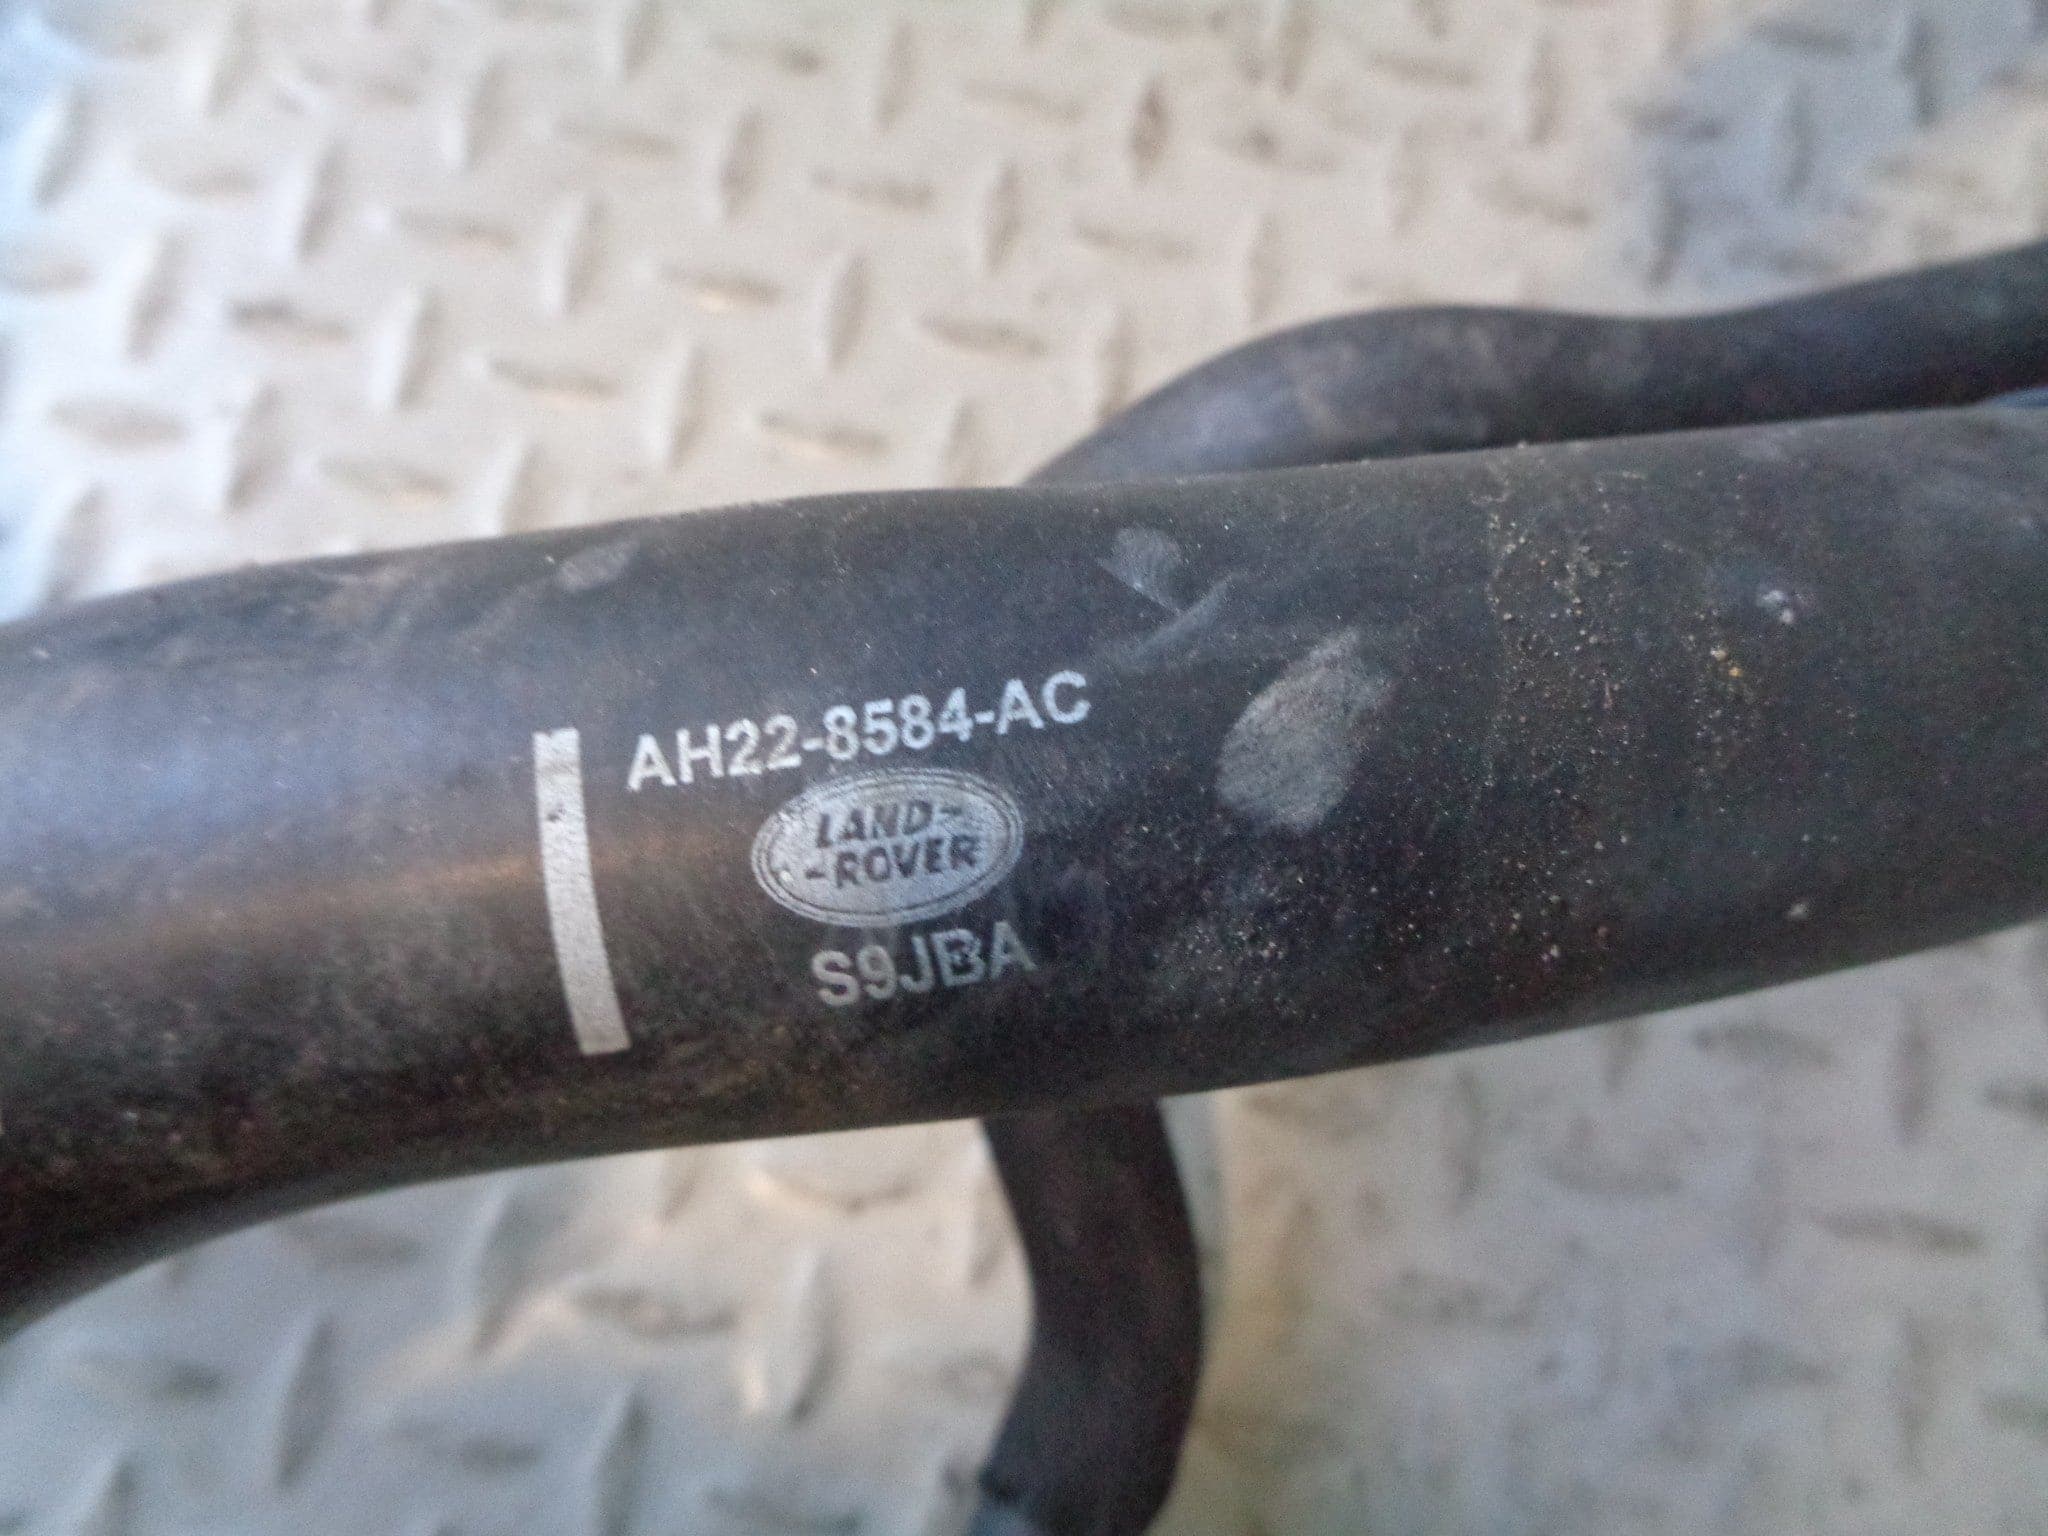 AH22-8584-AC
LAND-
-ROVER
S9JBA